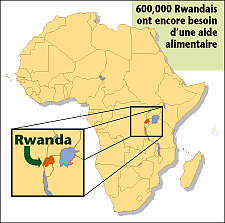 600,000 Rwandais
ont encore besoin
d'une aide
alimentaire
Rwanda